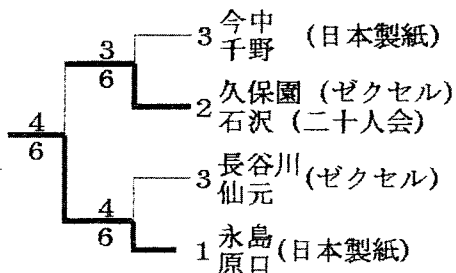 3 今中 (日本製紙)
千野
3
6
2 久保園 (ゼクセル)
石沢 (二十人会)
4
6
3 長谷川 (ゼクセル)
仙元
4
6
1 永島 (日本製紙)
原口